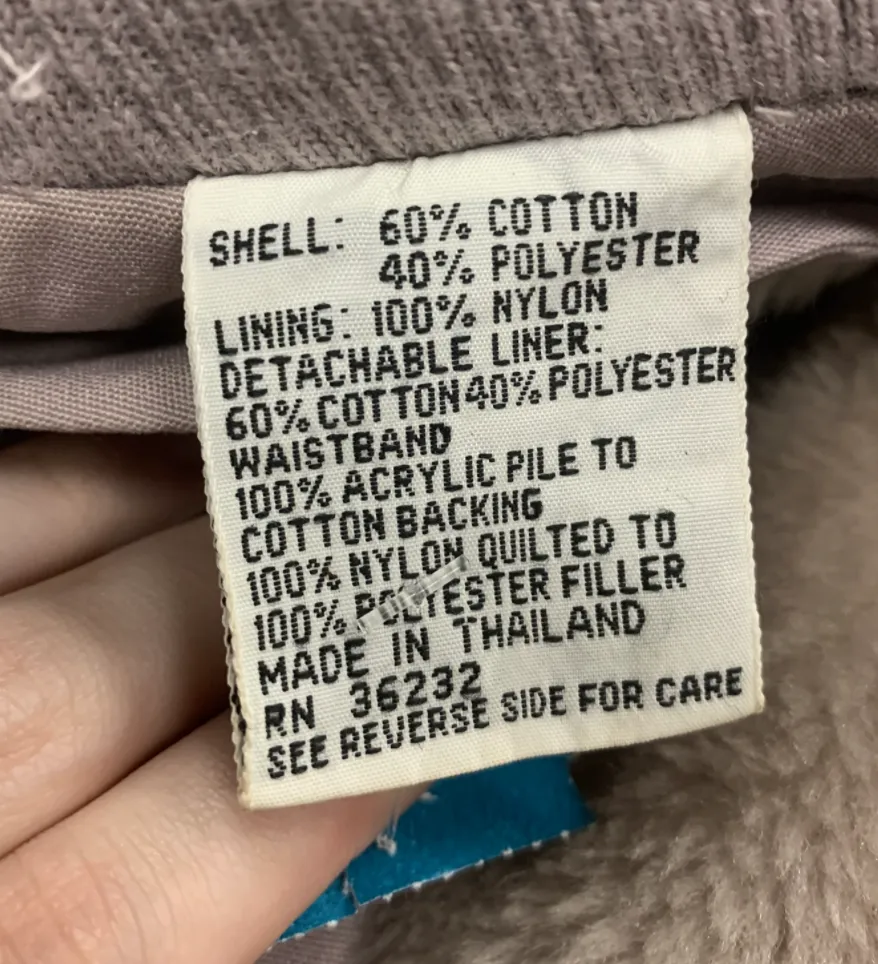 SHELL: 60% COTTON
40% POLYESTER
LINING: 100% NYLON
DETACHABLE LINER:
60% COTTON 40% POLYESTER
WAISTBAND
100% ACRYLIC PILE TO
COTTON BACKING
100% NYLON QUILTED TO
100% POLYESTER FILLER
MADE IN THAILAND
RN 36232
SEE REVERSE SIDE FOR CARE